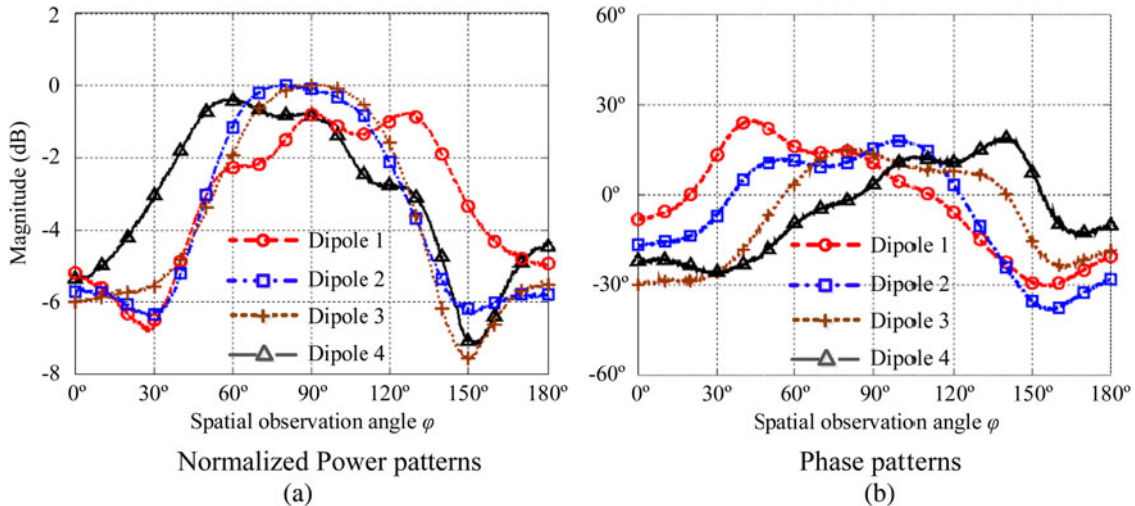 2
0
-2
-4
-6
-8
Magnitude (dB)
Dipole 1
Dipole 2
Dipole 3
Dipole 4
0º 30º 60º 90º 120º 150º 180º
Spatial observation angle φ
Normalized Power patterns
(a)
60º
30º
0º
-30º
-60º
Dipole 1
Dipole 2
Dipole 3
Dipole 4
0º 30º 60º 90º 120º 150º 180º
Spatial observation angle φ
Phase patterns
(b)